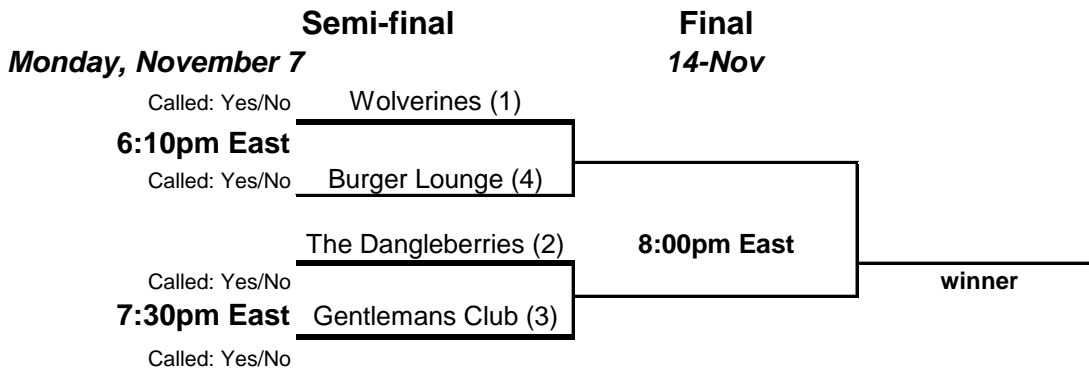 Semi-final Final
Monday, November 7 14-Nov
Called: Yes/No Wolverines (1)
6:10pm East
Called: Yes/No Burger Lounge (4)
The Dangleberries (2) 8:00pm East
Called: Yes/No winner
7:30pm East Gentlemans Club (3)
Called: Yes/No